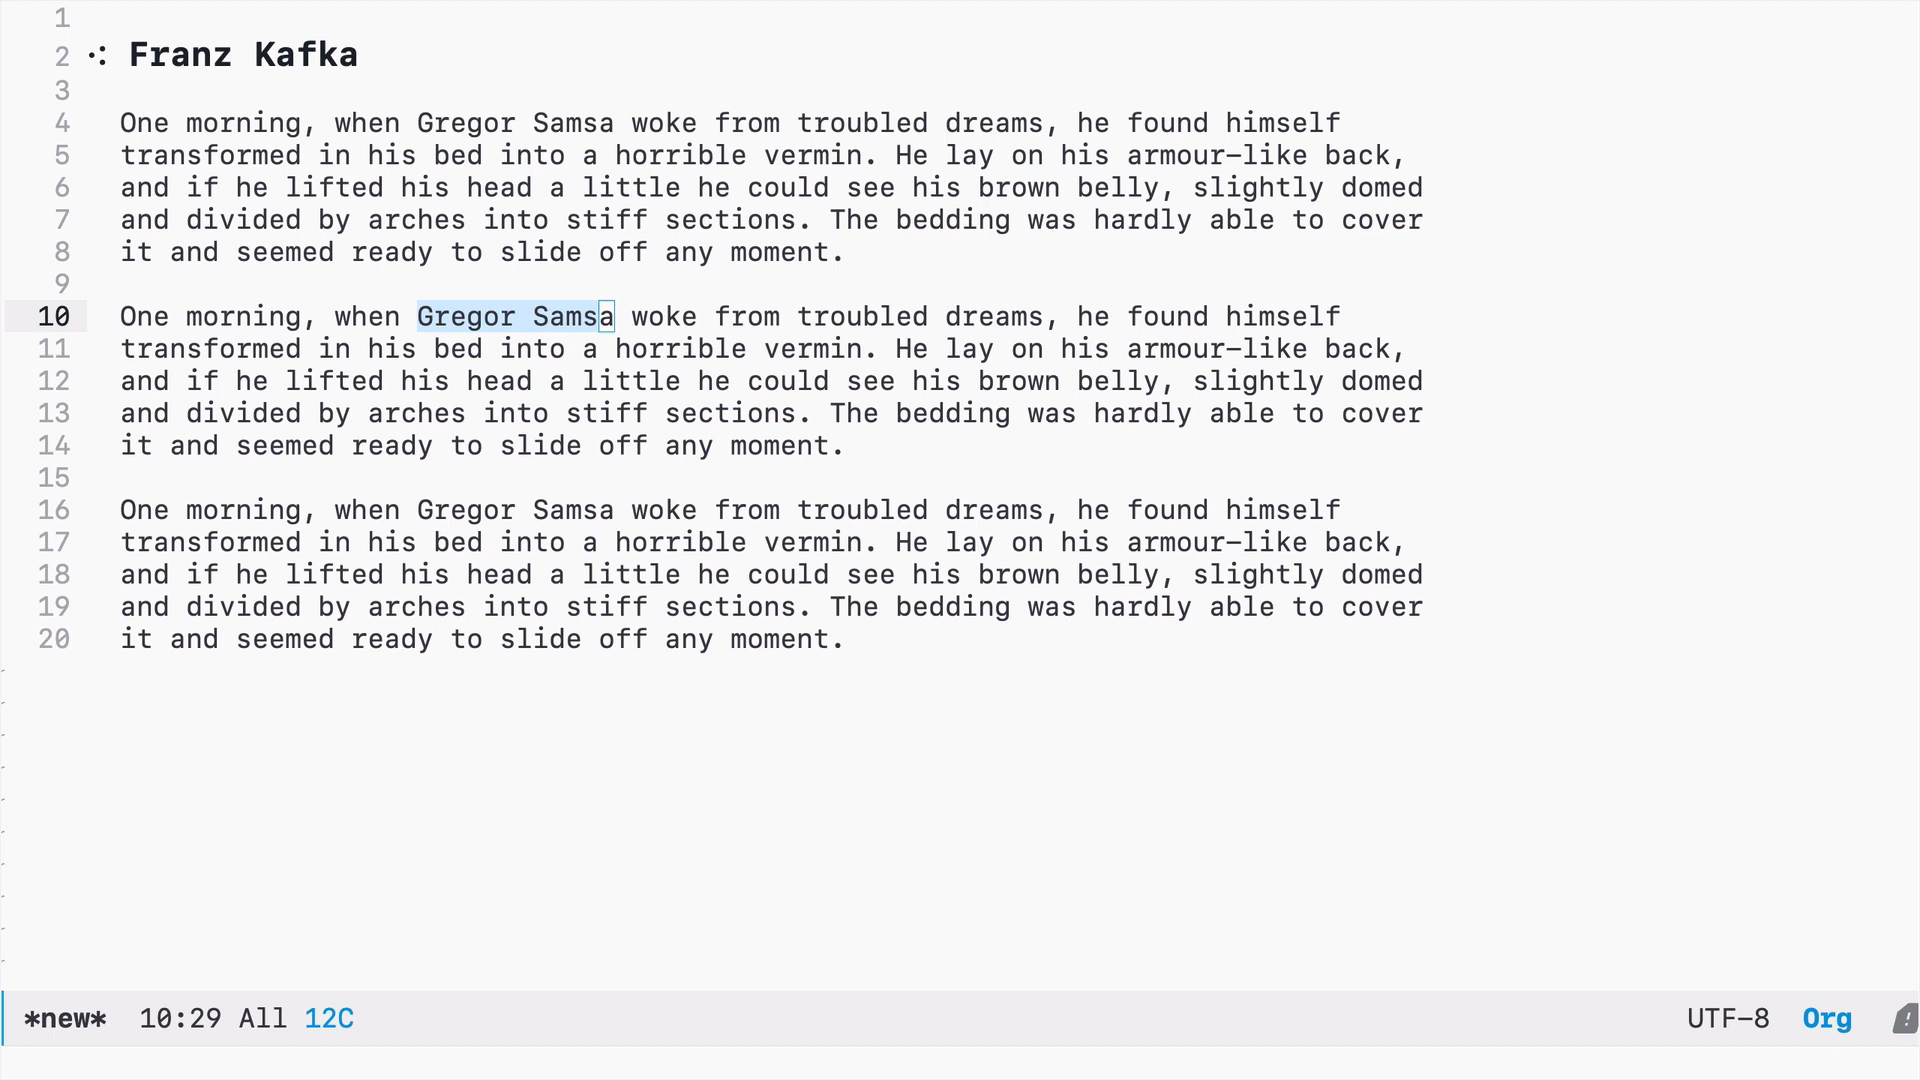 1
2 Franz Kafka
3
4 One morning, when Gregor Samsa woke from troubled dreams, he found himself
5 transformed in his bed into a horrible vermin. He lay on his armour-like back,
6 and if he lifted his head a little he could see his brown belly, slightly domed
7 and divided by arches into stiff sections. The bedding was hardly able to cover
8 it and seemed ready to slide off any moment.
9
10 One morning, when Gregor Samsa woke from troubled dreams, he found himself
11 transformed in his bed into a horrible vermin. He lay on his armour-like back,
12 and if he lifted his head a little he could see his brown belly, slightly domed
13 and divided by arches into stiff sections. The bedding was hardly able to cover
14 it and seemed ready to slide off any moment.
15
16 One morning, when Gregor Samsa woke from troubled dreams, he found himself
17 transformed in his bed into a horrible vermin. He lay on his armour-like back,
18 and if he lifted his head a little he could see his brown belly, slightly domed
19 and divided by arches into stiff sections. The bedding was hardly able to cover
20 it and seemed ready to slide off any moment.
*new* 10:29 All 12C UTF-8 Org !